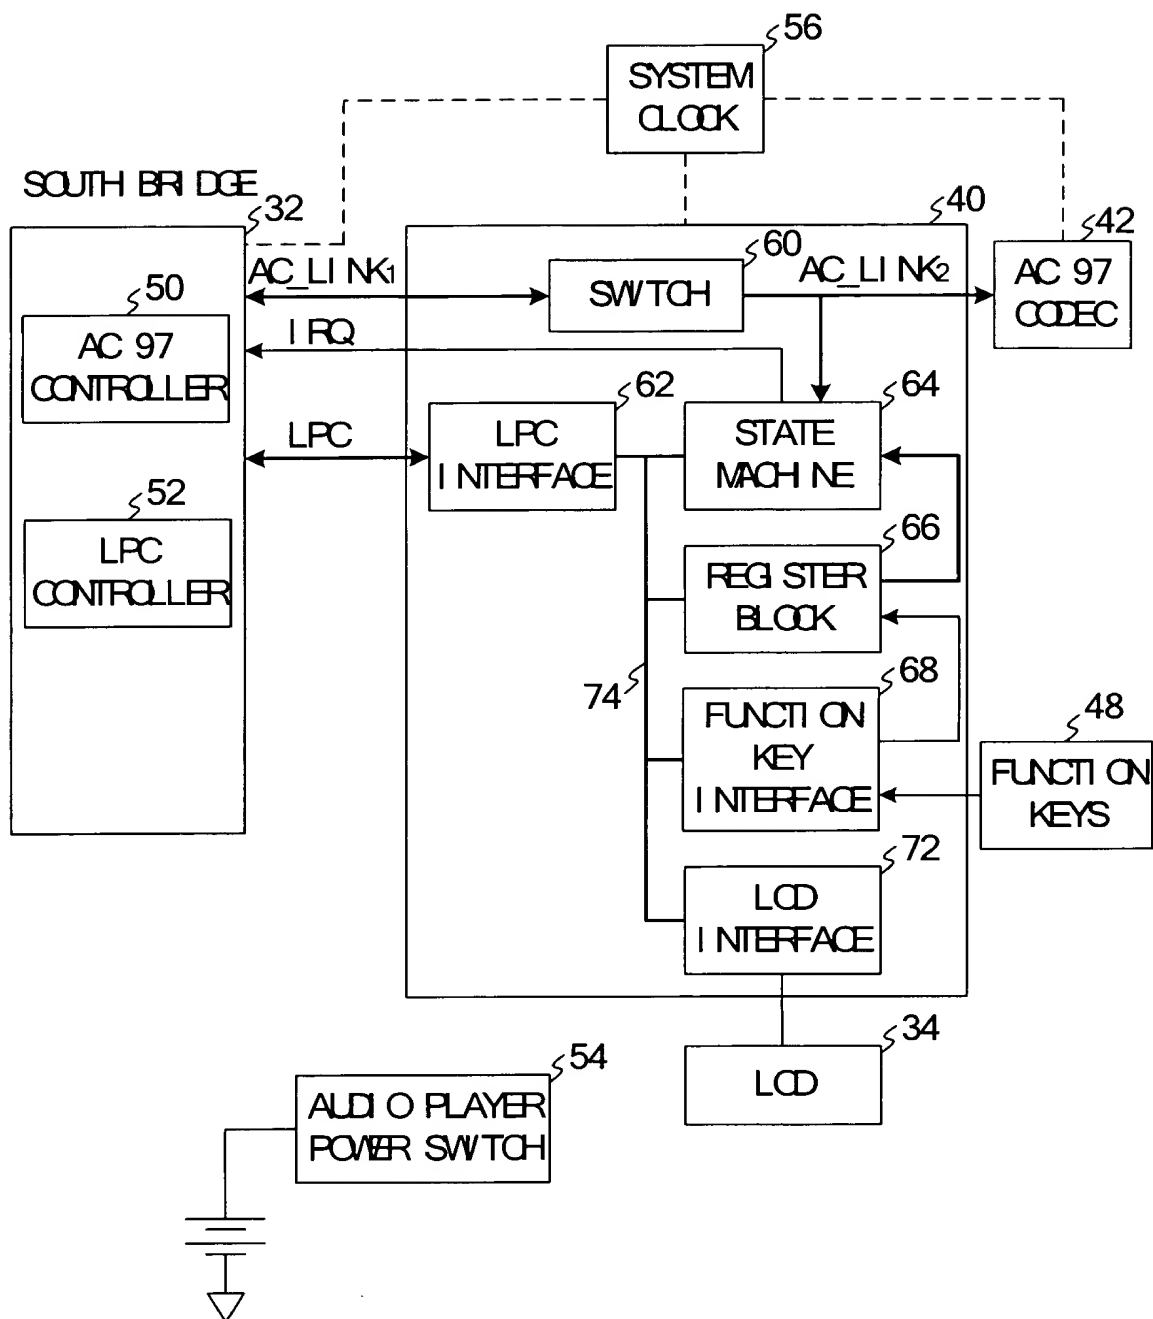 56
SYSTEM
CLOCK
SOUTH BRIDGE
32
40
42
AC_LINK1
60
SWITCH
AC_LINK2
AC 97
CODEC
50
AC 97
CONTROLLER
IRQ
62
64
LPC
LPC
INTERFACE
STATE
MACHINE
52
LPC
CONTROLLER
66
REGISTER
BLOCK
74
68
FUNCTION
KEY
INTERFACE
48
FUNCTION
KEYS
72
LCD
INTERFACE
34
LCD
54
AUDIO PLAYER
POWER SWITCH